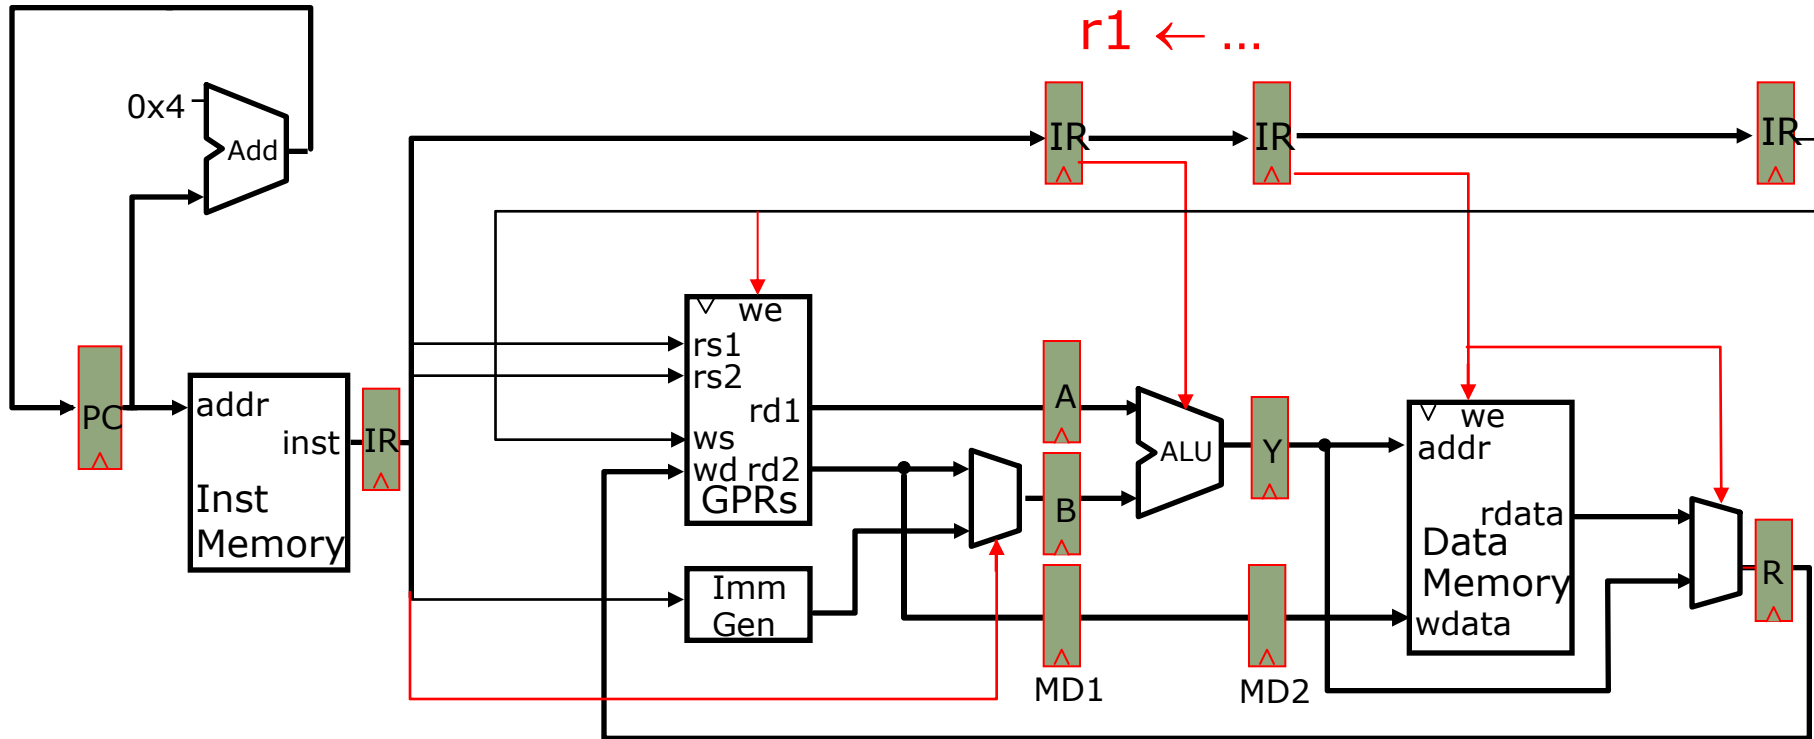 r1 ← ...
0x4
Add
IR
IR
IR
we
rs1
rs2
rd1
ws
wd rd2
GPRs
PC
addr
inst
Inst
Memory
IR
A
B
ALU
Y
we
addr
rdata
Data
Memory
wdata
R
Imm
Gen
MD1
MD2